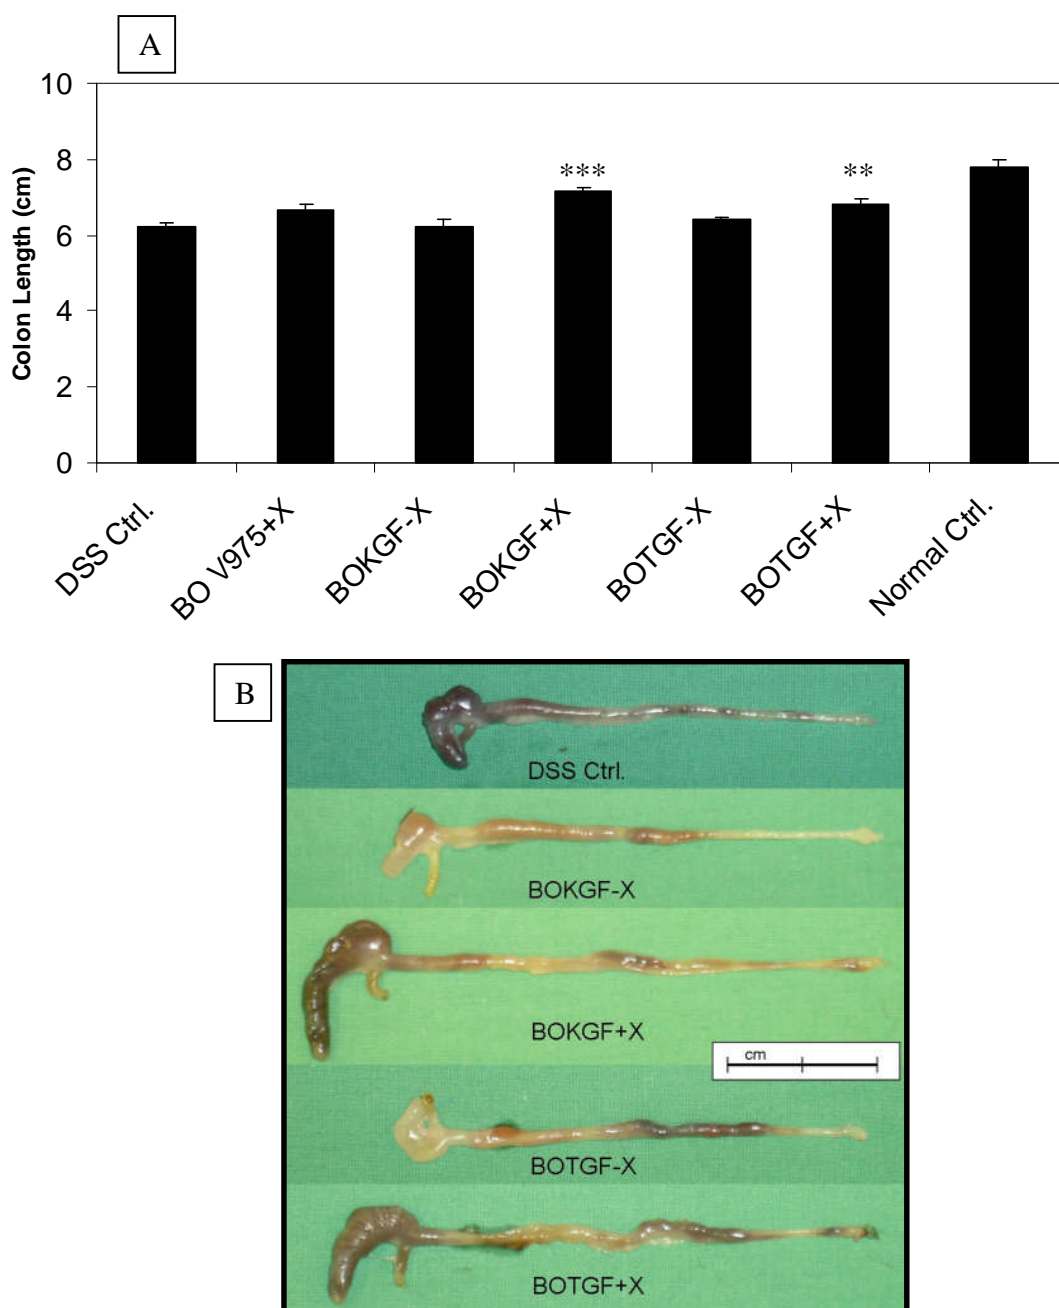 A
10
8
6
4
2
0
Colon Length (cm)
***
**
DSS Ctrl.
BO V975+X
BOKGF-X
BOKGF+X
BOTGF-X
BOTGF+X
Normal Ctrl.
B
DSS Ctrl.
BOKGF-X
BOKGF+X
cm
BOTGF-X
BOTGF+X